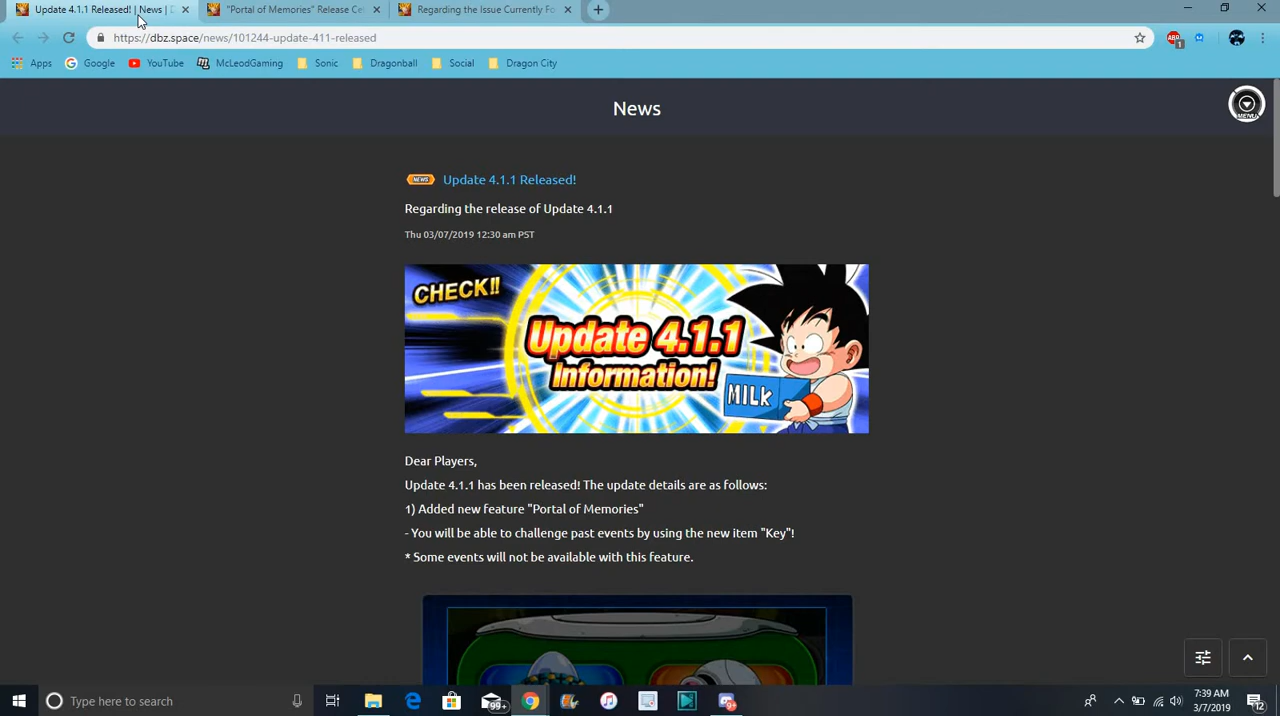 Update 4.1.1 Released! | News |
"Portal of Memories" Release Ce
Regarding the Issue Currently Fo
https://dbz.space/news/101244-update-411-released
ABP
1
Apps
Google
YouTube
McLeodGaming
Sonic
Dragonball
Social
Dragon City
News
MENU
NEWS
Update 4.1.1 Released!
Regarding the release of Update 4.1.1
Thu 03/07/2019 12:30 am PST
CHECK!!
Update 4.1.1
Information!
MILK
Dear Players,
Update 4.1.1 has been released! The update details are as follows:
1) Added new feature "Portal of Memories"
- You will be able to challenge past events by using the new item "Key"!
* Some events will not be available with this feature.
Type here to search
99+
9+
7:39 AM
3/7/2019
12